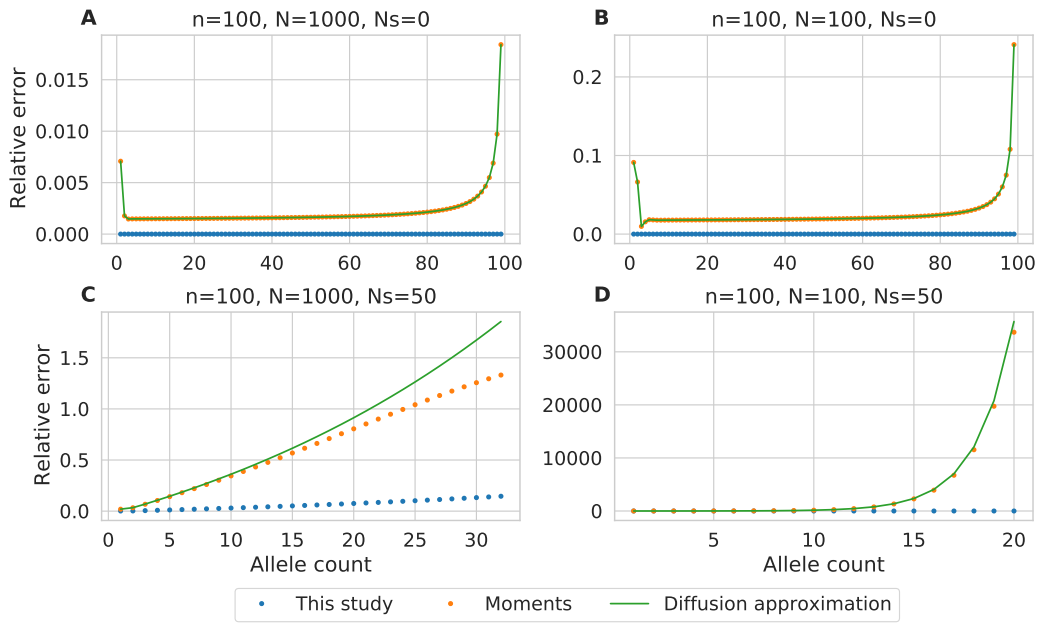 A n=100, N=1000, Ns=0
Relative error
0.015
0.010
0.005
0.000
0 20 40 60 80 100
B n=100, N=100, Ns=0
0.2
0.1
0.0
0 20 40 60 80 100
C n=100, N=1000, Ns=50
Relative error
1.5
1.0
0.5
0.0
0 5 10 15 20 25 30
Allele count
D n=100, N=100, Ns=50
30000
20000
10000
0
5 10 15 20
Allele count
This study Moments Diffusion approximation